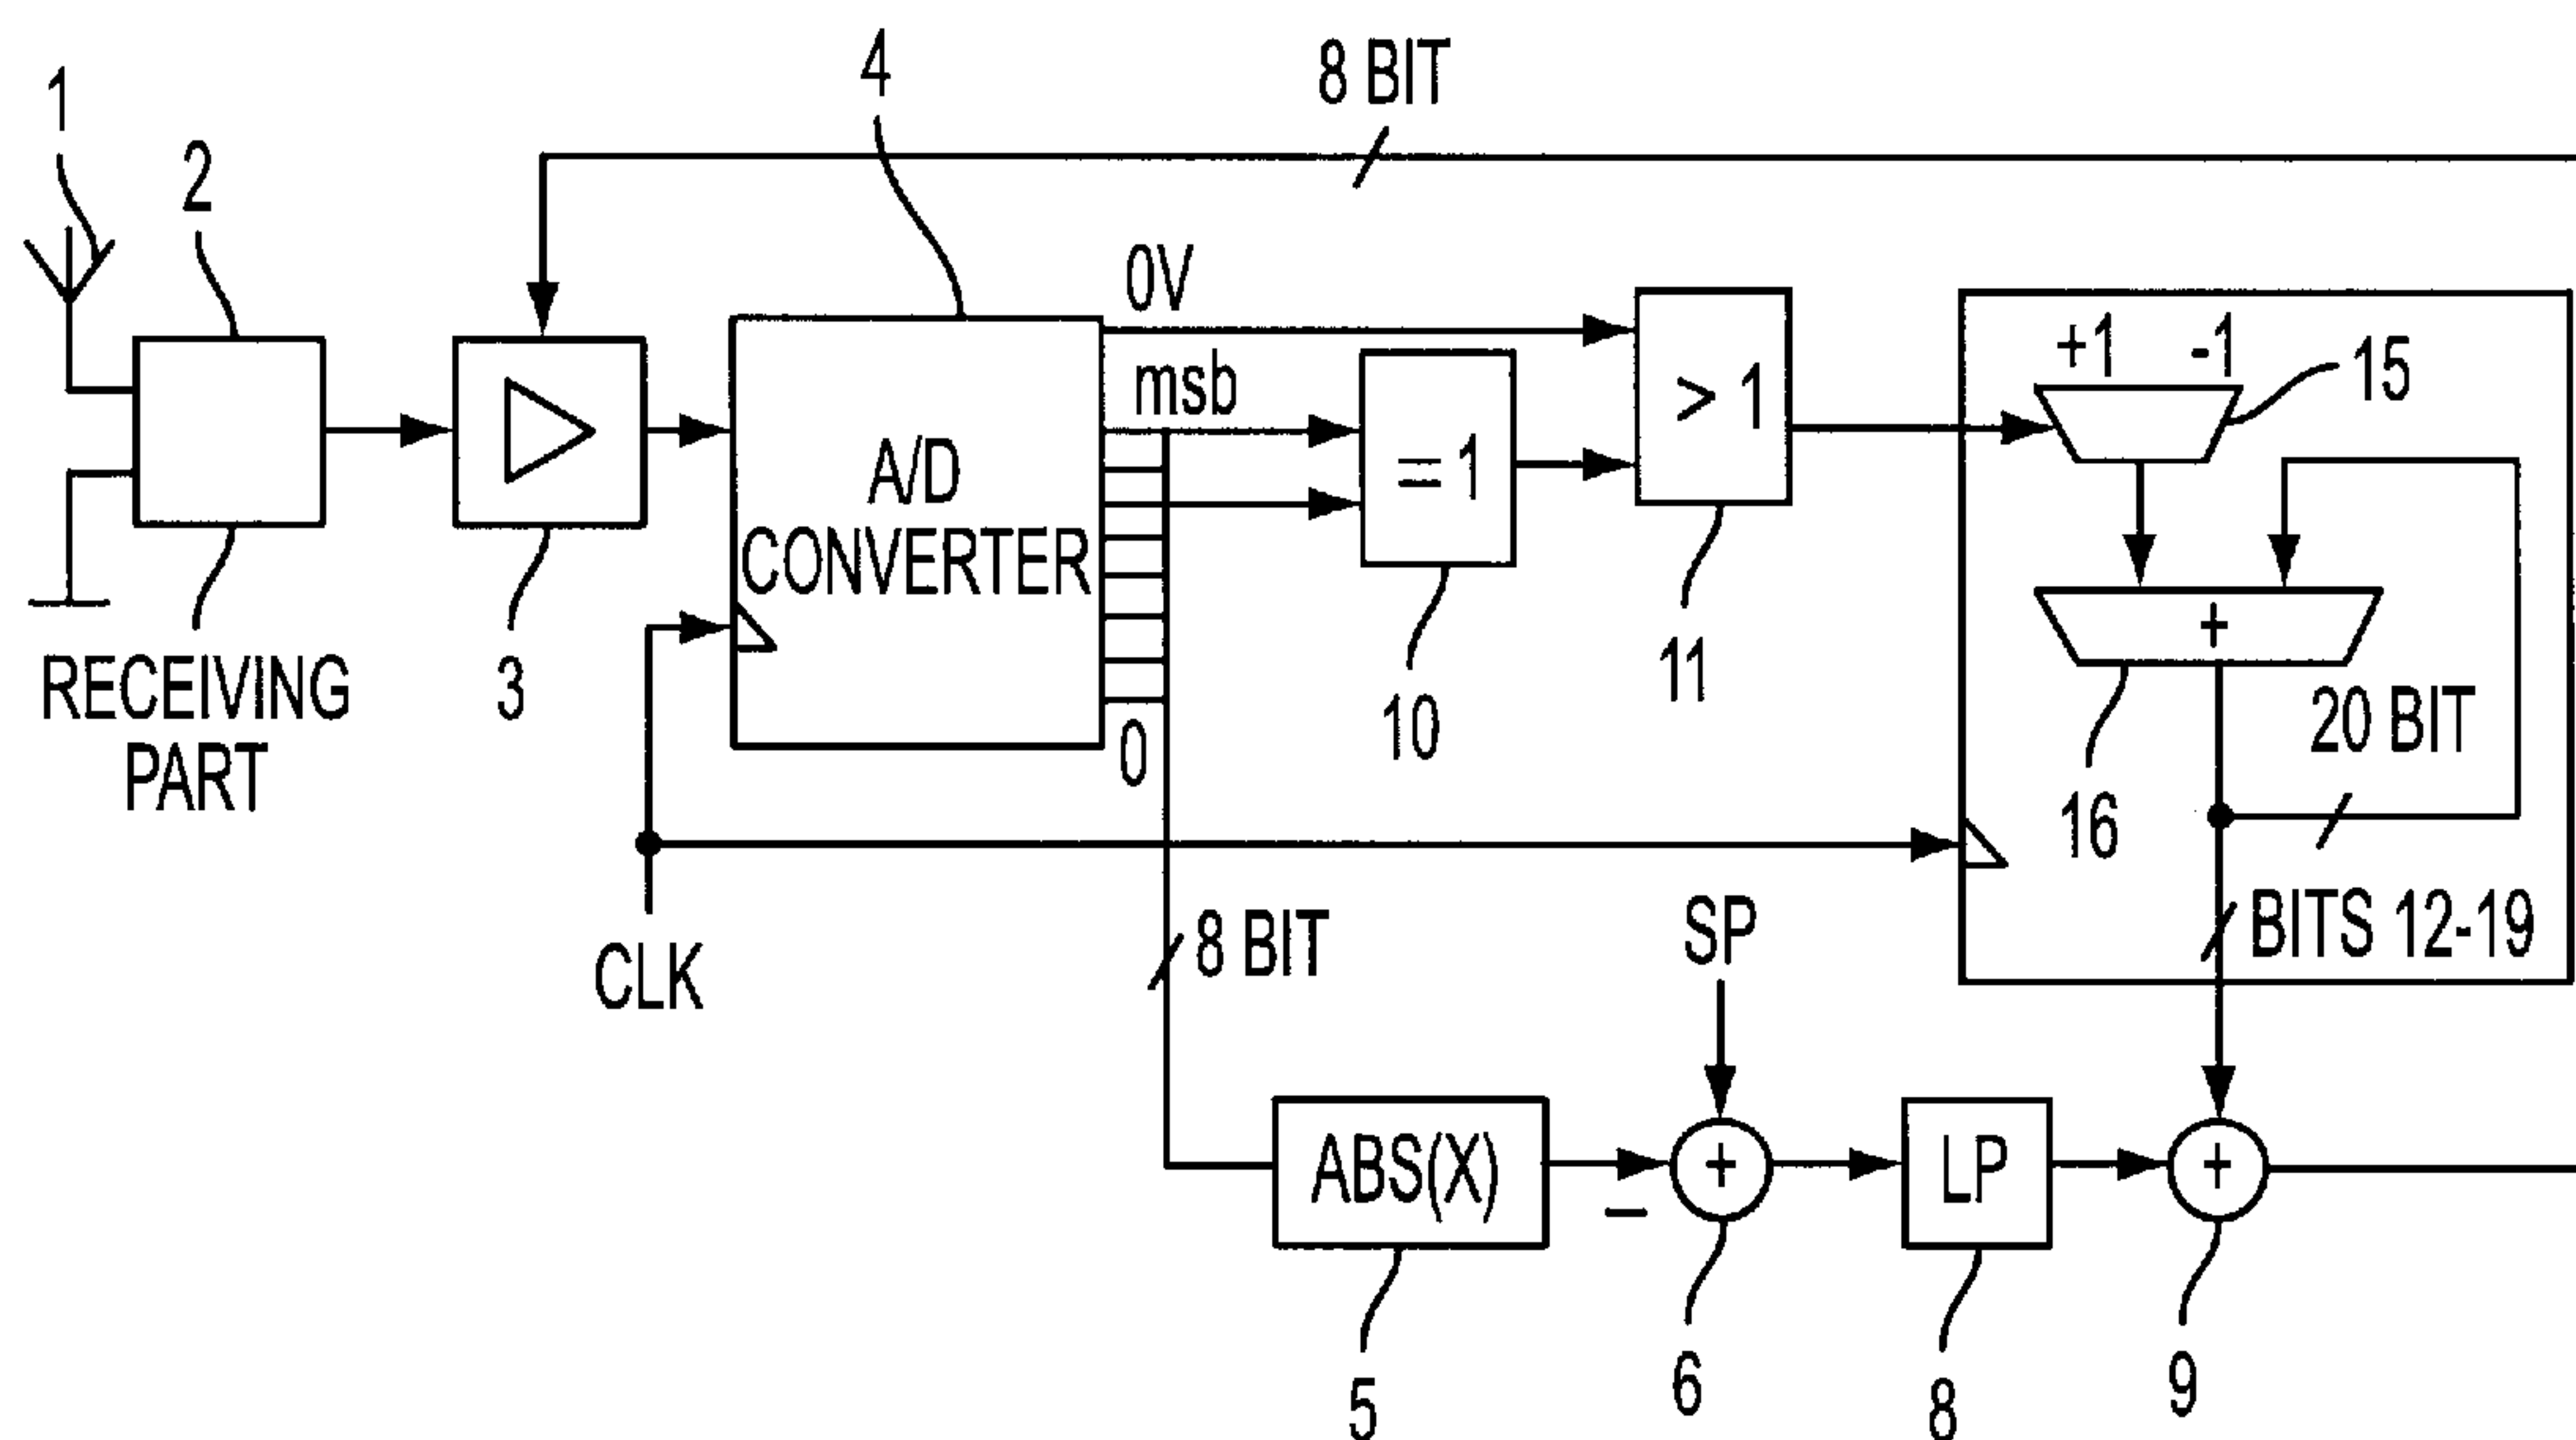 1
2
4
8 BIT
0V
msb
A/D
CONVERTER
0
= 1
> 1
+1
-1
15
+
16
20 BIT
BITS 12-19
10
11
3
RECEIVING
PART
CLK
8 BIT
SP
ABS(X)
–
+
LP
+
5
6
8
9